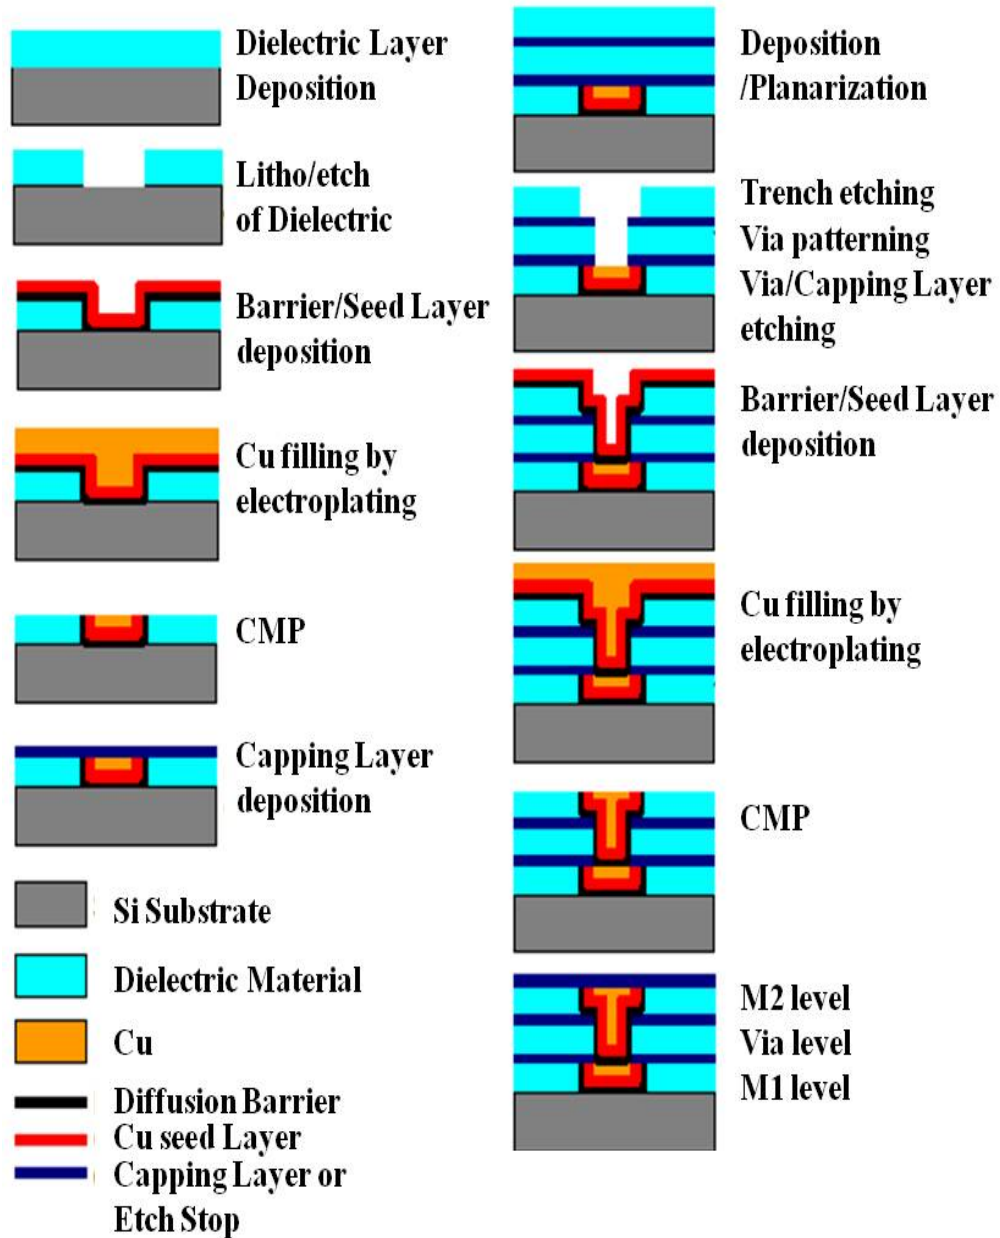 Dielectric Layer
Deposition
Litho/etch
of Dielectric
Barrier/Seed Layer
deposition
Cu filling by
electroplating
CMP
Capping Layer
deposition
Si Substrate
Dielectric Material
Cu
Diffusion Barrier
Cu seed Layer
Capping Layer or
Etch Stop
Deposition
/Planarization
Trench etching
Via patterning
Via/Capping Layer
etching
Barrier/Seed Layer
deposition
Cu filling by
electroplating
CMP
M2 level
Via level
M1 level